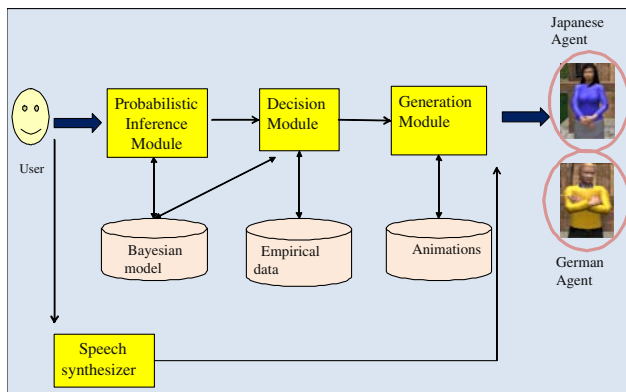 Japanese
Agent
Probabilistic
Inference
Module
Decision
Module
Generation
Module
User
Bayesian
model
Empirical
data
Animations
German
Agent
Speech
synthesizer